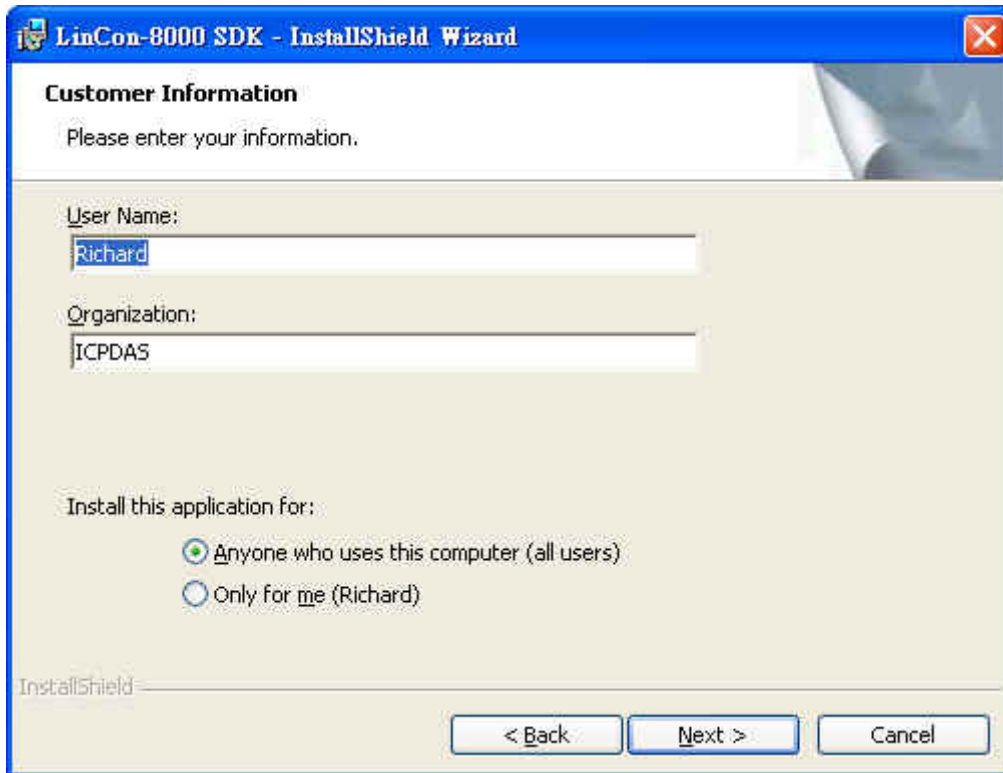 LinCon-8000 SDK - InstallShield Wizard
Customer Information
Please enter your information.
User Name:
Richard
Organization:
ICPDAS
Install this application for:
Anyone who uses this computer (all users)
Only for me (Richard)
InstallShield
< Back Next > Cancel